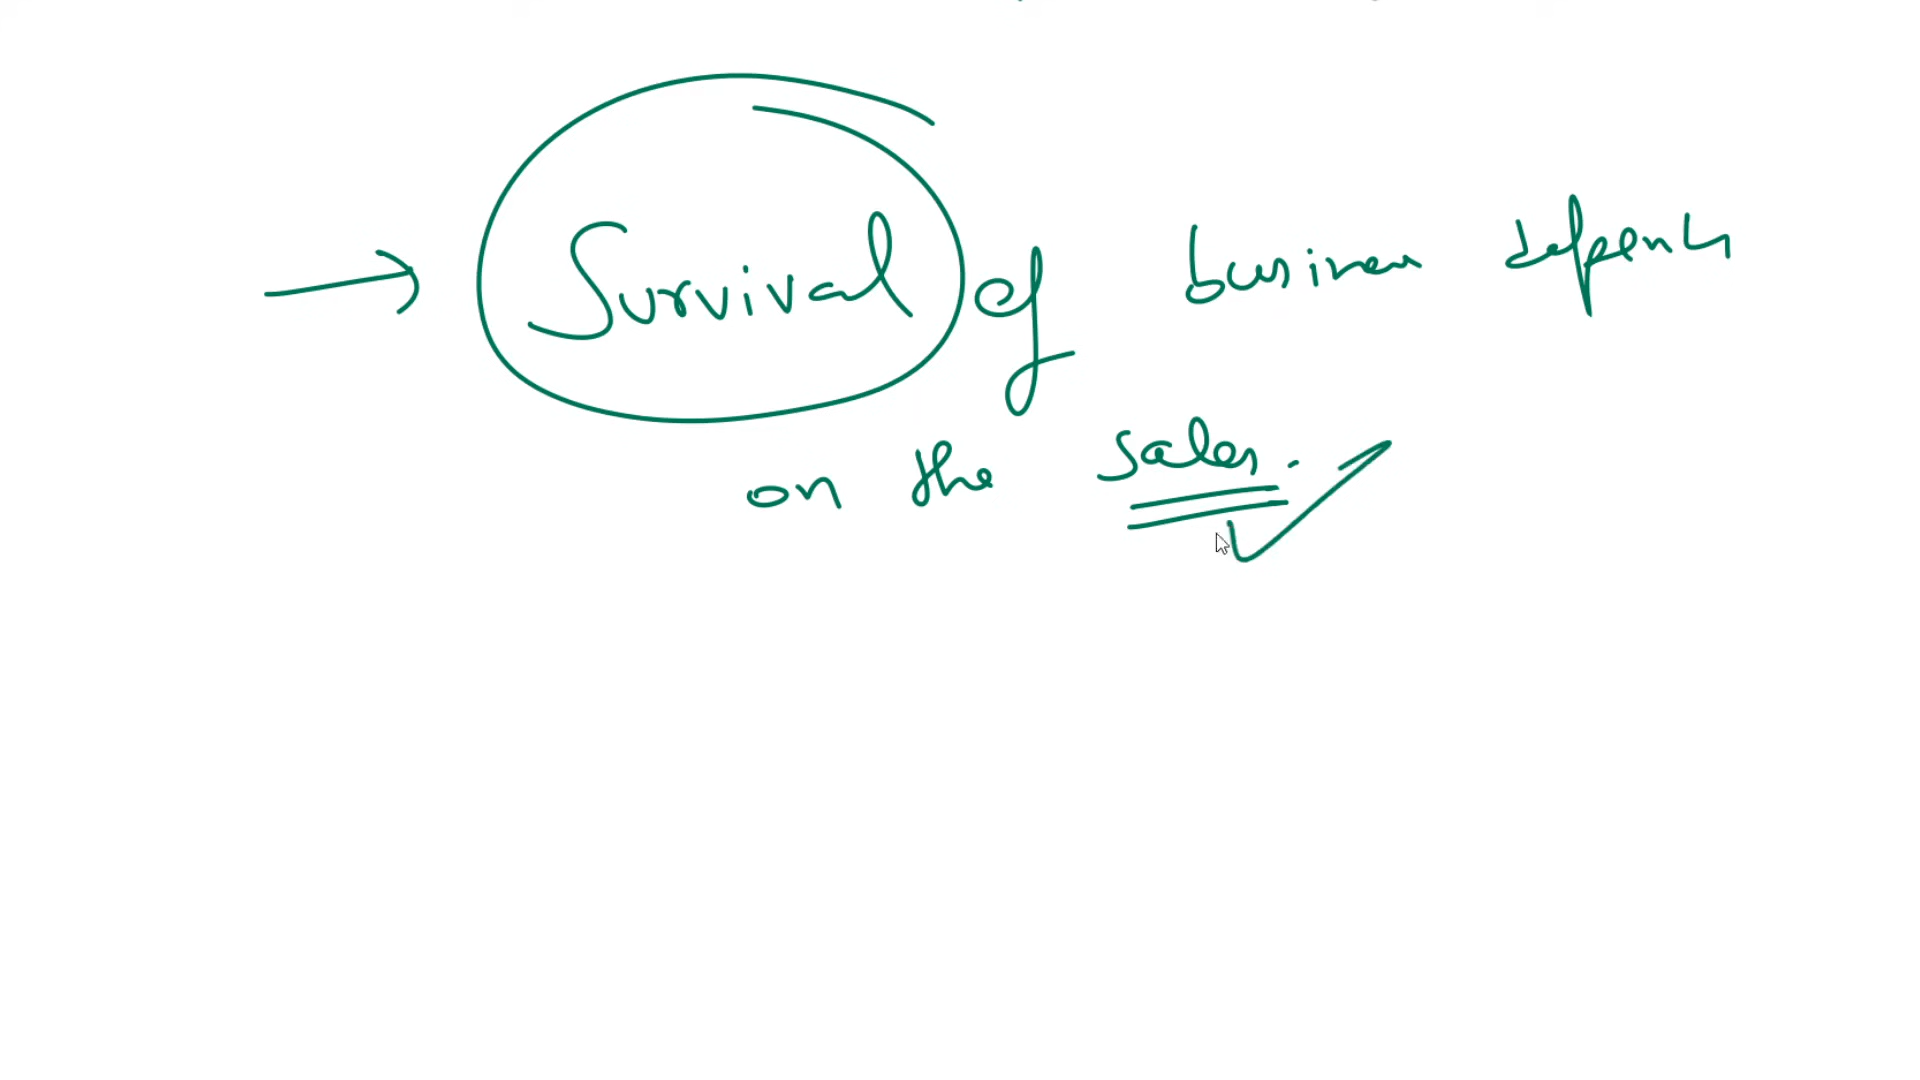 → Survival of business depends
on the sales.